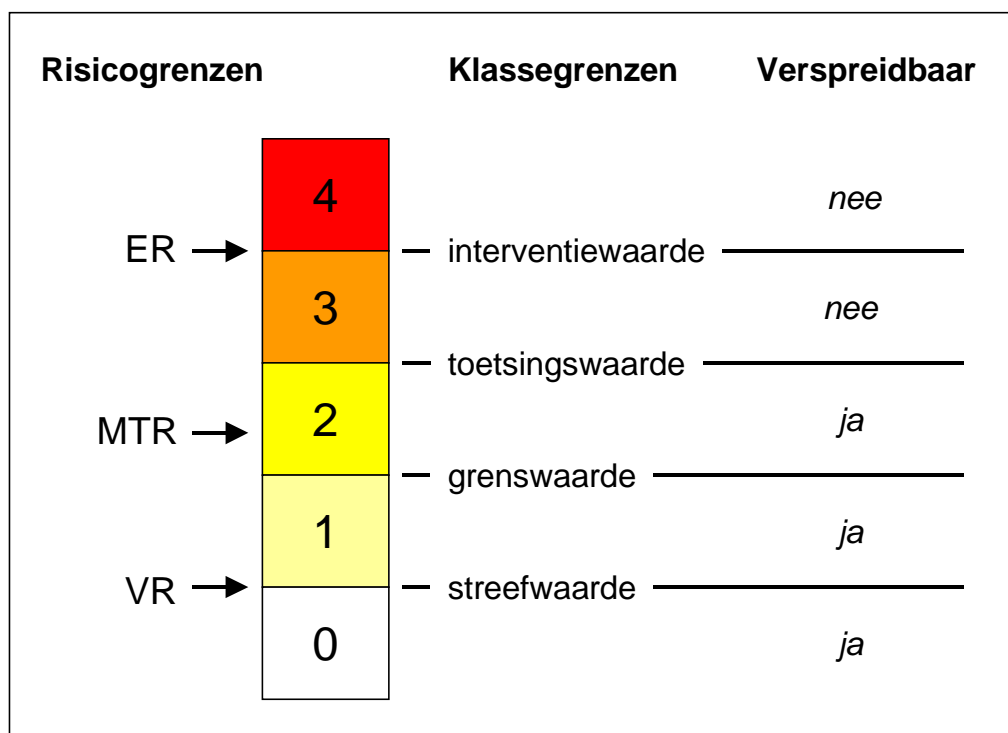 Risicogrenzen Klassegrenzen Verspreidbaar
4 nee
ER interventiewaarde
3 nee
toetsingswaarde
MTR 2 ja
grenswaarde
1 ja
VR streefwaarde
0 ja